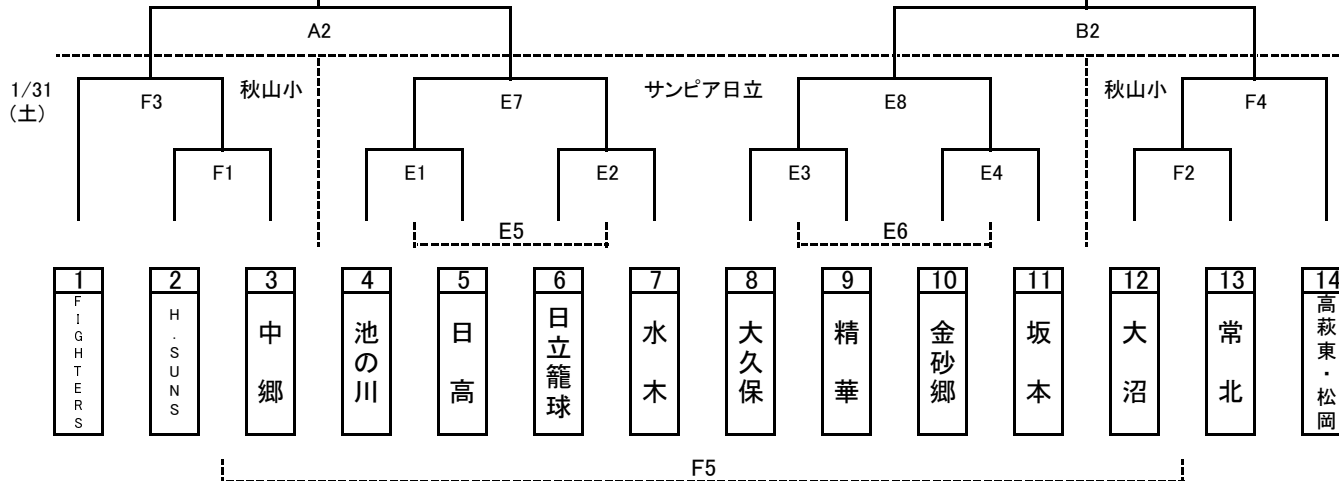 A2
B2
1/31
(土)
F3
秋山小
E7
サンピア日立
E8
秋山小
F4
F1
E1
E2
E3
E4
F2
E5
E6
1
2
3
4
5
6
7
8
9
10
11
12
13
14
FIGHTERS
H.SUNS
中郷
池の川
日高
日立籠球
水木
大久保
精華
金砂郷
坂本
大沼
常北
高萩東・松岡
F5